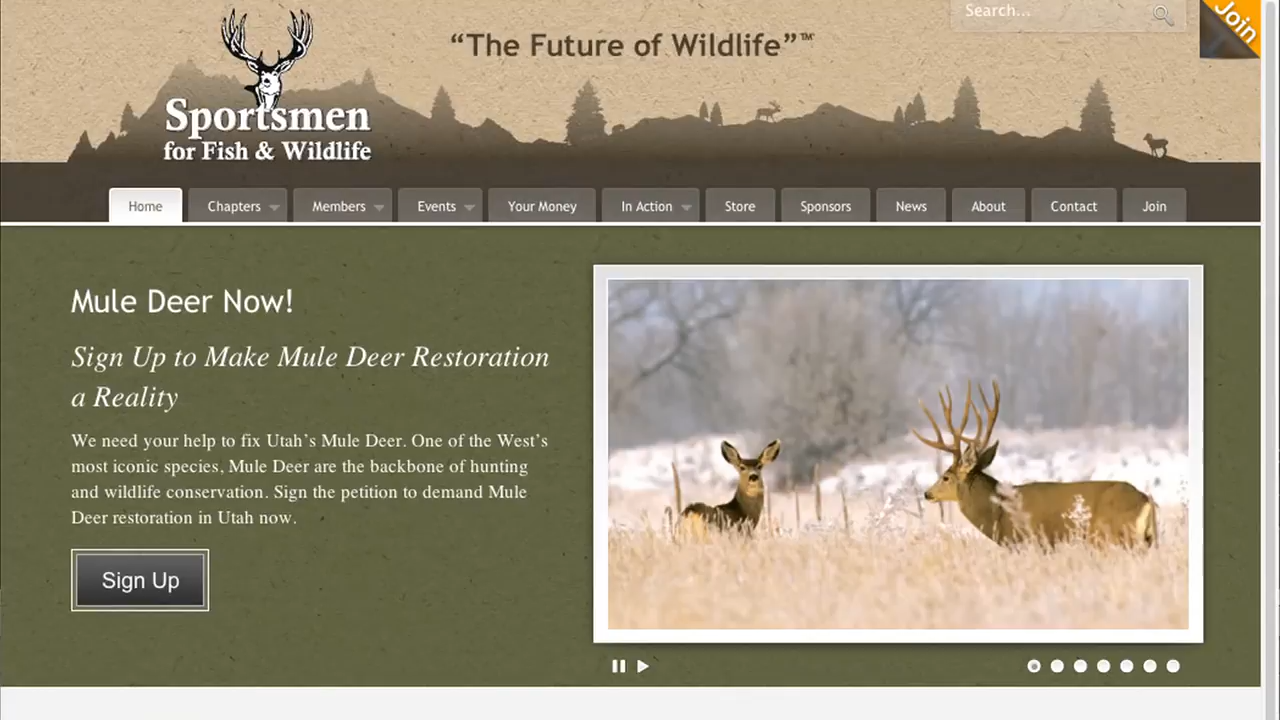 Search...
Join
“The Future of Wildlife”™
Sportsmen
for Fish & Wildlife
Home
Chapters
Members
Events
Your Money
In Action
Store
Sponsors
News
About
Contact
Join
Mule Deer Now!
Sign Up to Make Mule Deer Restoration
a Reality
We need your help to fix Utah’s Mule Deer. One of the West’s
most iconic species, Mule Deer are the backbone of hunting
and wildlife conservation. Sign the petition to demand Mule
Deer restoration in Utah now.
Sign Up